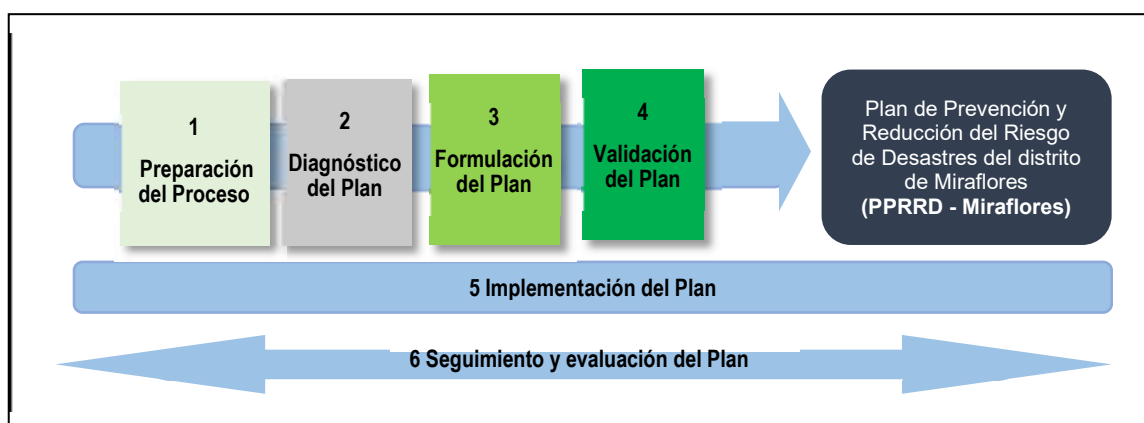 1
Preparación
del Proceso
2
Diagnóstico
del Plan
3
Formulación
del Plan
4
Validación
del Plan
Plan de Prevención y
Reducción del Riesgo
de Desastres del distrito
de Miraflores
(PPRRD - Miraflores)
5 Implementación del Plan
6 Seguimiento y evaluación del Plan